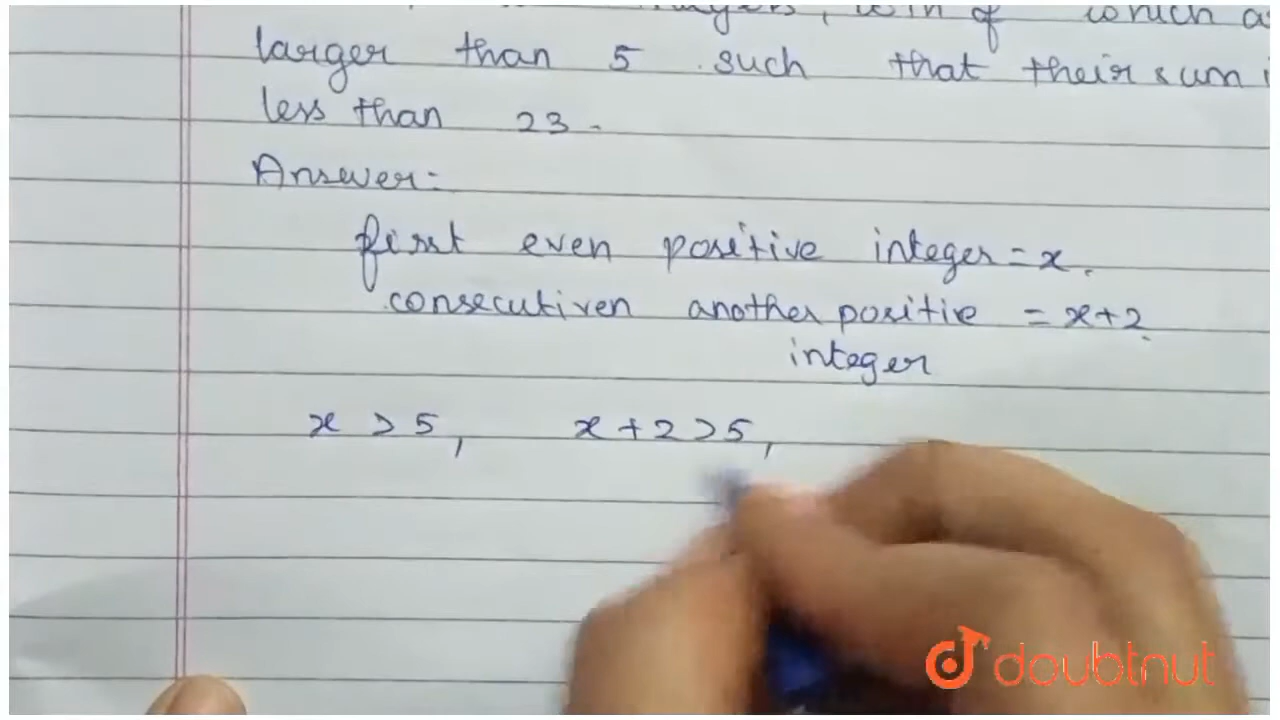 which
larger than 5 such that their sum
less than 23.
Answer:
first even positive integer = x.
consecutiven another positie = x+2
integer
x > 5, x + 2 > 5,
doubtnut